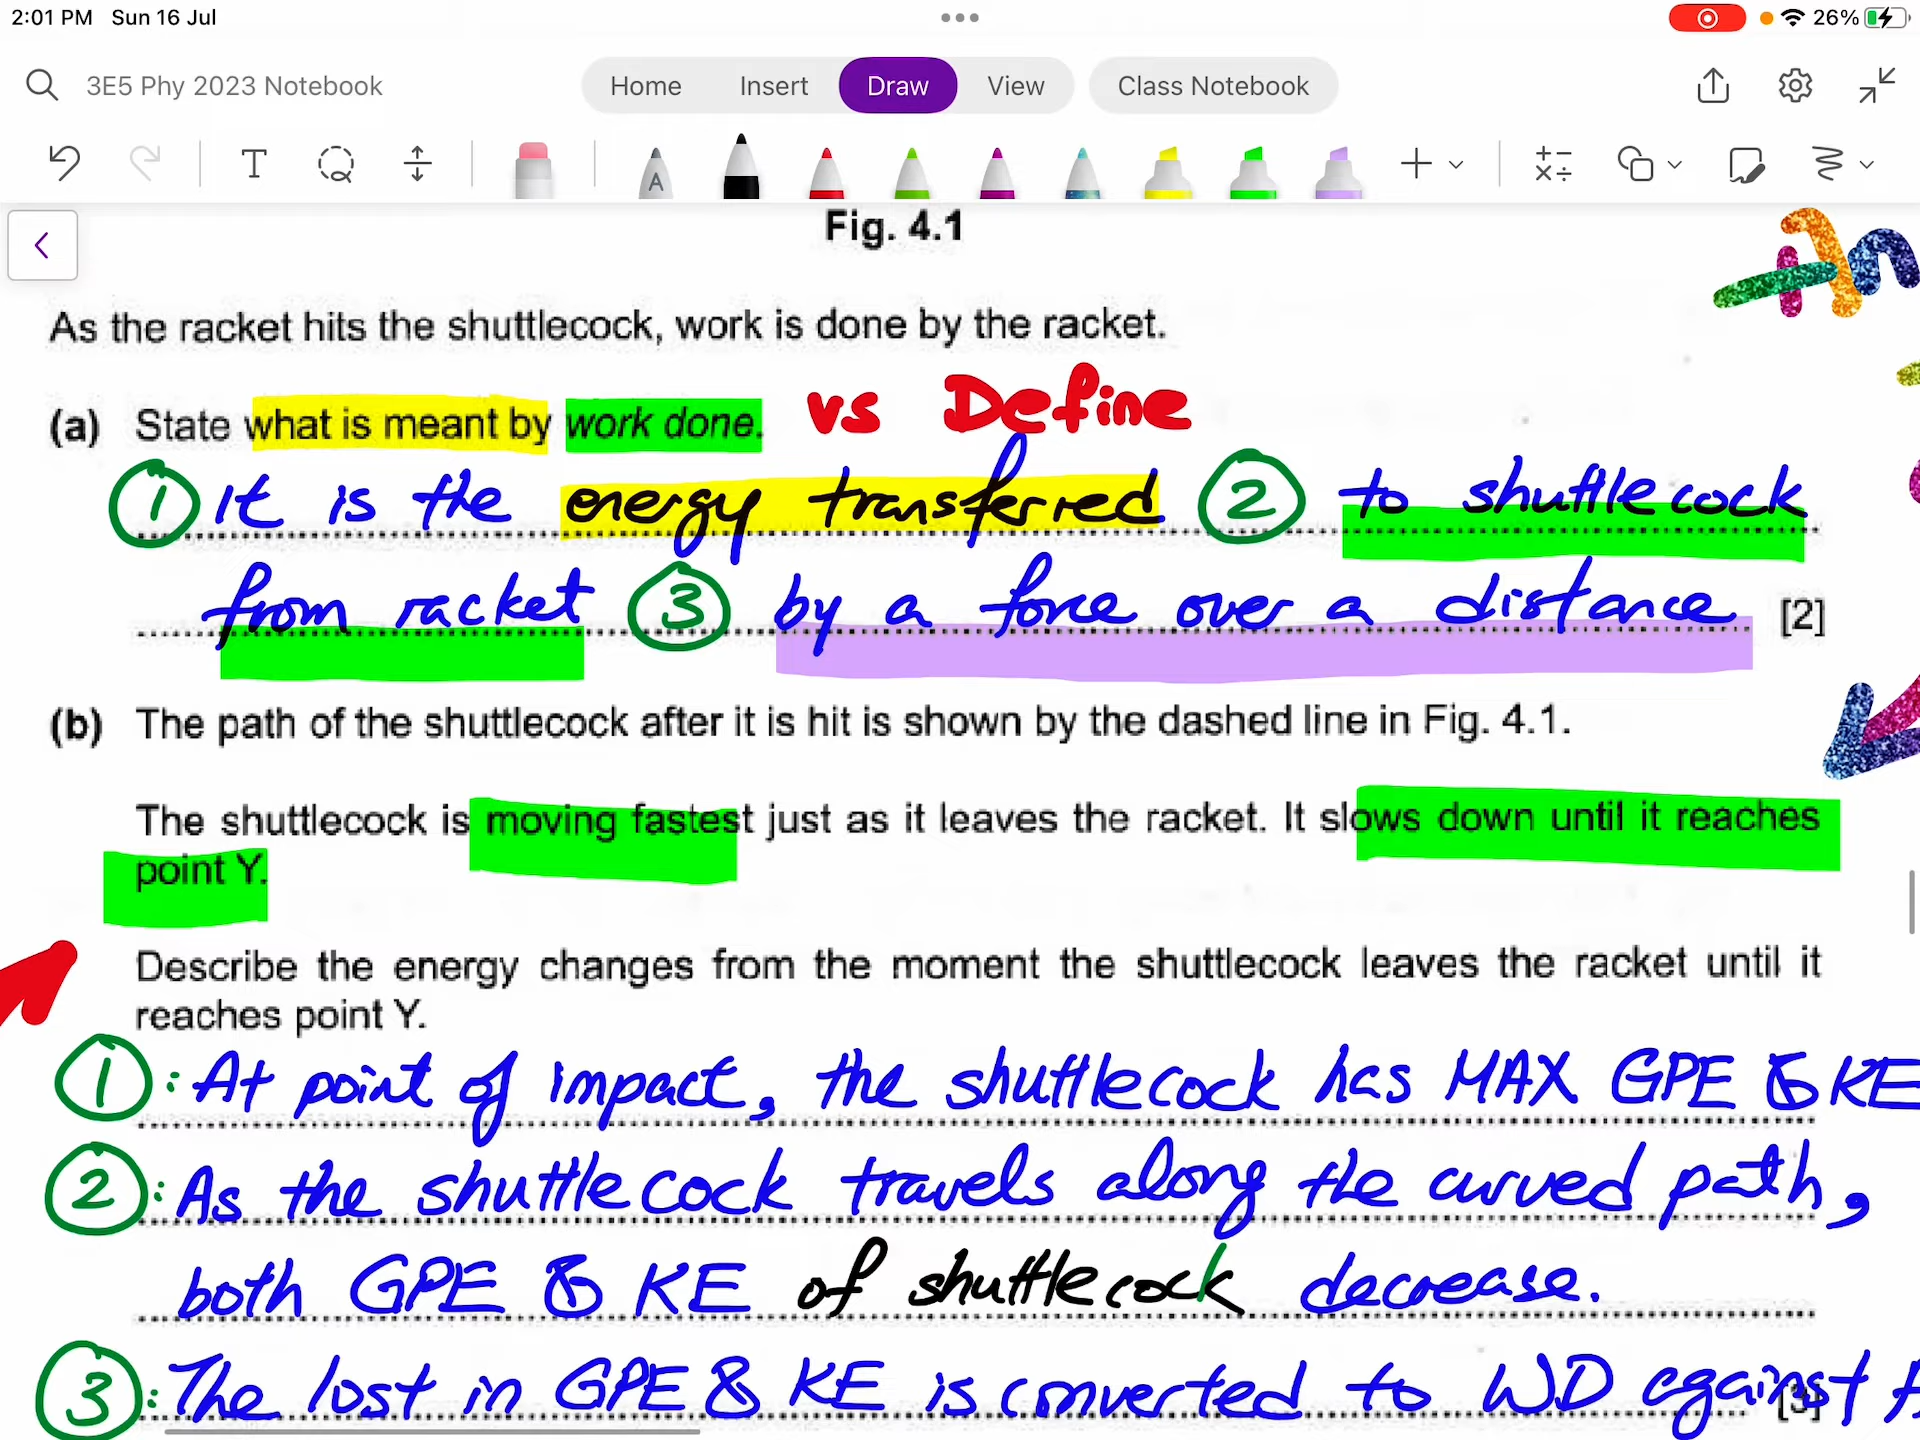 2:01 PM Sun 16 Jul
26%
3E5 Phy 2023 Notebook
Home Insert Draw View Class Notebook
T
A
Fig. 4.1
As the racket hits the shuttlecock, work is done by the racket.
(a) State what is meant by work done. vs Define
① It is the energy transferred ② to shuttlecock
from racket ③ by a force over a distance [2]
(b) The path of the shuttlecock after it is hit is shown by the dashed line in Fig. 4.1.
The shuttlecock is moving fastest just as it leaves the racket. It slows down until it reaches
point Y.
Describe the energy changes from the moment the shuttlecock leaves the racket until it
reaches point Y.
①: At point of impact, the shuttlecock has MAX GPE & KE
②: As the shuttlecock travels along the curved path,
both GPE & KE of shuttlecock decrease.
③: The lost in GPE & KE is converted to WD against
[3]